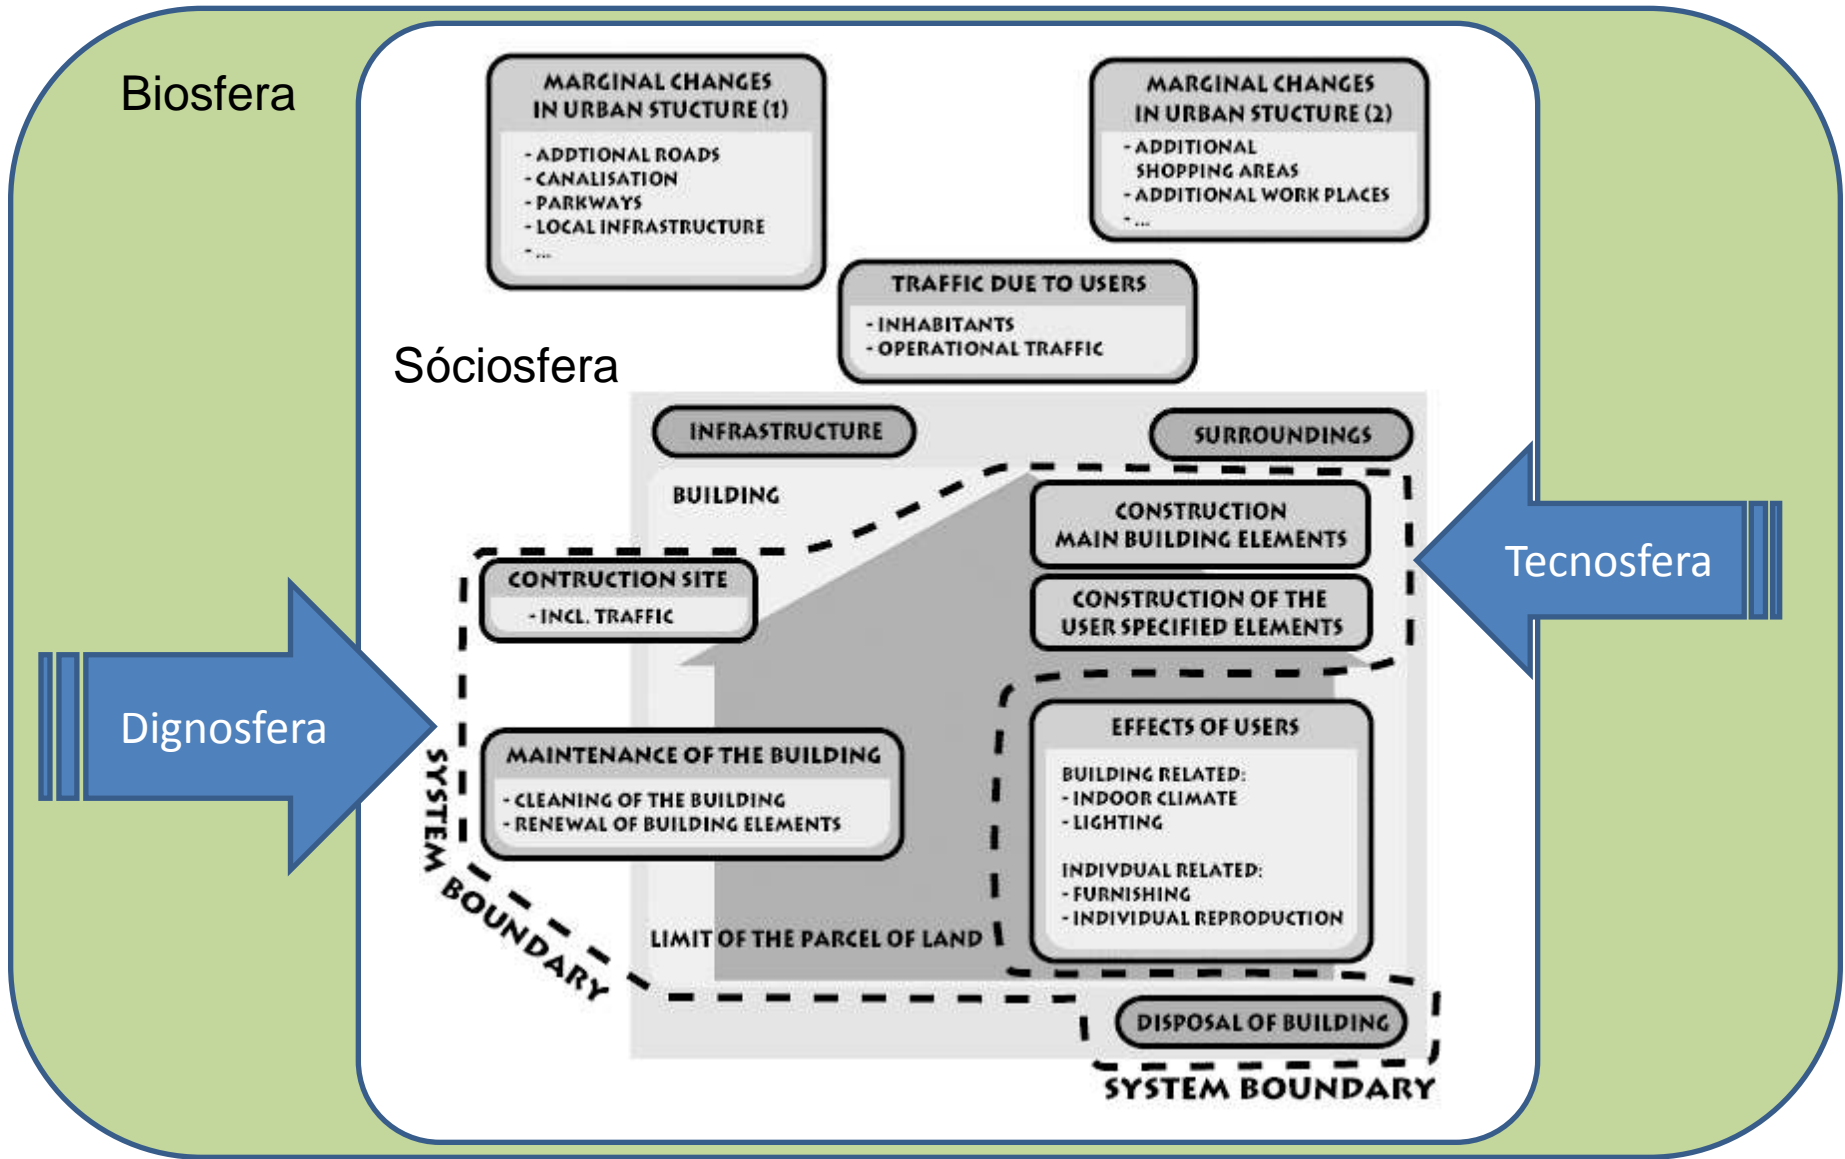 Biosfera
MARGINAL CHANGES
IN URBAN STUCTURE (1)
- ADDTIONAL ROADS
- CANALISATION
- PARKWAYS
- LOCAL INFRASTRUCTURE
- ...
MARGINAL CHANGES
IN URBAN STUCTURE (2)
- ADDITIONAL
SHOPPING AREAS
- ADDITIONAL WORK PLACES
- ...
TRAFFIC DUE TO USERS
- INHABITANTS
- OPERATIONAL TRAFFIC
Sóciosfera
INFRASTRUCTURE
SURROUNDINGS
BUILDING
CONSTRUCTION
MAIN BUILDING ELEMENTS
Tecnosfera
CONTRUCTION SITE
- INCL. TRAFFIC
CONSTRUCTION OF THE
USER SPECIFIED ELEMENTS
Dignosfera
MAINTENANCE OF THE BUILDING
- CLEANING OF THE BUILDING
- RENEWAL OF BUILDING ELEMENTS
EFFECTS OF USERS
BUILDING RELATED:
- INDOOR CLIMATE
- LIGHTING
INDIVDUAL RELATED:
- FURNISHING
- INDIVIDUAL REPRODUCTION
SYSTEM BOUNDARY
LIMIT OF THE PARCEL OF LAND
DISPOSAL OF BUILDING
SYSTEM BOUNDARY